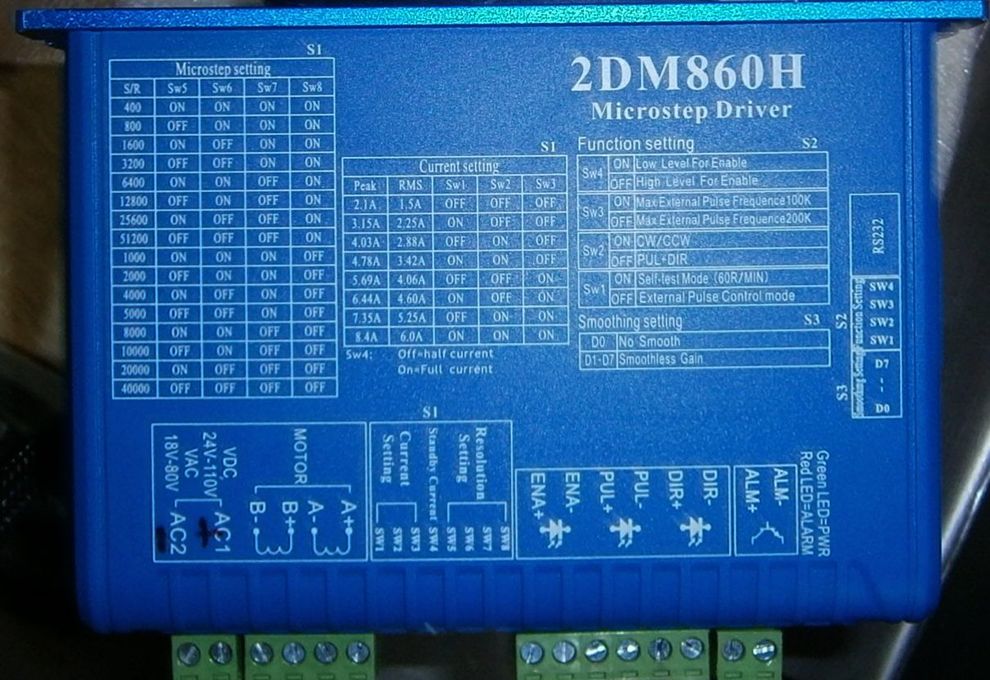 S1
Microstep setting
S/R Sw5 Sw6 Sw7 Sw8
400 ON ON ON ON
800 OFF ON ON ON
1600 ON OFF ON ON
3200 OFF OFF ON ON
6400 ON ON OFF ON
12800 OFF ON OFF ON
25600 ON OFF OFF ON
51200 OFF OFF OFF ON
1000 ON ON ON OFF
2000 OFF ON ON OFF
4000 ON OFF ON OFF
5000 OFF OFF ON OFF
8000 ON ON OFF OFF
10000 OFF ON OFF OFF
20000 ON OFF OFF OFF
40000 OFF OFF OFF OFF
2DM860H
Microstep Driver
S1
Current setting
Peak RMS Sw1 Sw2 Sw3
2.1A 1.5A OFF OFF OFF
3.15A 2.25A ON OFF OFF
4.03A 2.88A OFF ON OFF
4.78A 3.42A ON ON OFF
5.69A 4.06A OFF OFF ON
6.44A 4.60A ON OFF ON
7.35A 5.25A OFF ON ON
8.4A 6.0A ON ON ON
Sw4: Off=half current
On=Full current
Function setting S2
Sw4 ON Low Level For Enable
OFF High Level For Enable
Sw3 ON Max External Pulse Frequence100K
OFF Max External Pulse Frequence200K
Sw2 ON CW/CCW
OFF PUL+DIR
Sw1 ON Self-test Mode (60R/MIN)
OFF External Pulse Control mode
Smoothing setting S3
D0 No Smooth
D1-D7 Smoothless Gain
RS232
S2
Function Setting
SW4
SW3
SW2
SW1
S3
Smoothing Setting
D7
--
D0
VDC
24V-110V
VAC
18V-80V
AC1
AC2
MOTOR
A+
A-
B+
B-
S1
Resolution
Setting
Standby Current
Current
Setting
SW1
SW2
SW3
SW4
SW5
SW6
SW7
SW8
ENA+
ENA-
PUL+
PUL-
DIR+
DIR-
ALM+
ALM-
Green LED=PWR
Red LED=ALARM